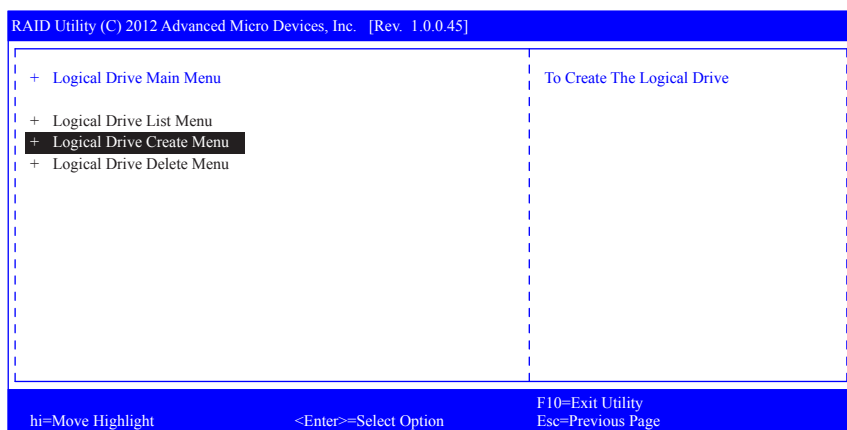 RAID Utility (C) 2012 Advanced Micro Devices, Inc. [Rev. 1.0.0.45]
+ Logical Drive Main Menu
To Create The Logical Drive
+ Logical Drive List Menu
+ Logical Drive Create Menu
+ Logical Drive Delete Menu
F10=Exit Utility
hi=Move Highlight <Enter>=Select Option Esc=Previous Page